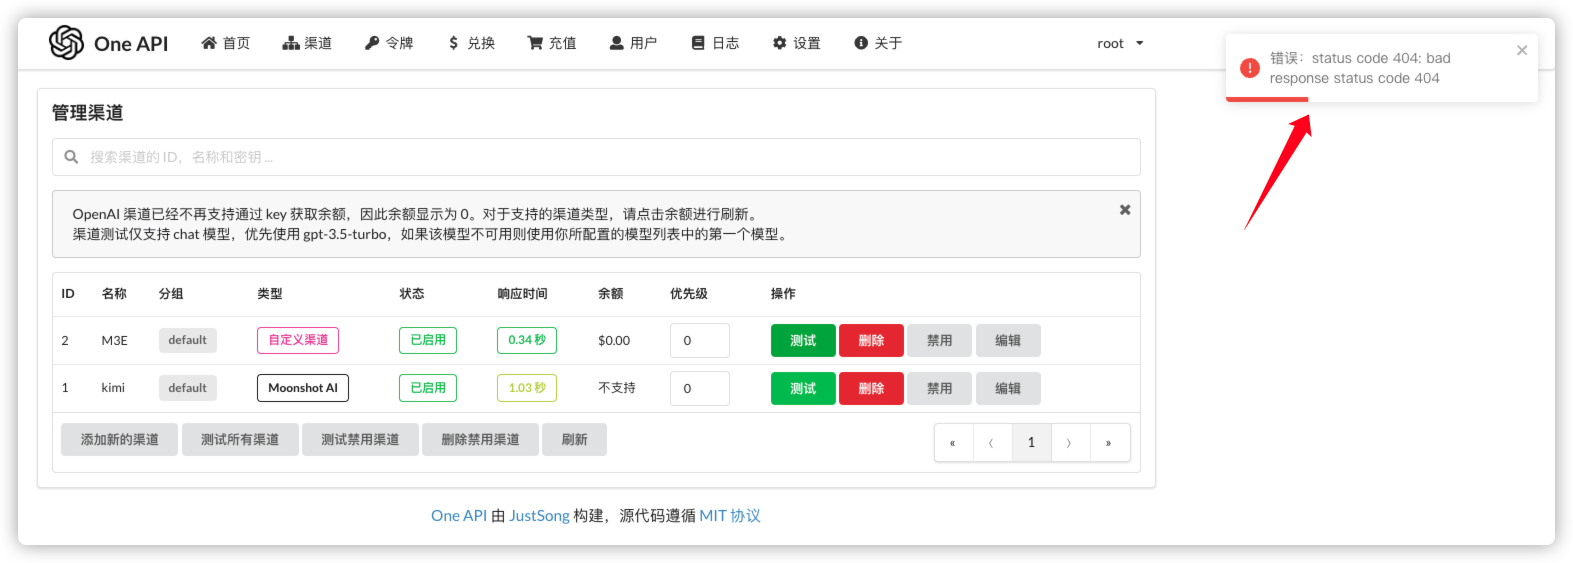 One API 首页 渠道 令牌 兑换 充值 用户 日志 设置 关于 root
错误：status code 404: bad
response status code 404
管理渠道
搜索渠道的 ID，名称和密钥 ...
OpenAI 渠道已经不再支持通过 key 获取余额，因此余额显示为 0。对于支持的渠道类型，请点击余额进行刷新。
渠道测试仅支持 chat 模型，优先使用 gpt-3.5-turbo，如果该模型不可用则使用你所配置的模型列表中的第一个模型。
ID 名称 分组 类型 状态 响应时间 余额 优先级 操作
2 M3E default 自定义渠道 已启用 0.34 秒 $0.00 0 测试 删除 禁用 编辑
1 kimi default Moonshot AI 已启用 1.03 秒 不支持 0 测试 删除 禁用 编辑
添加新的渠道 测试所有渠道 测试禁用渠道 删除禁用渠道 刷新 « ‹ 1 › »
One API 由 JustSong 构建，源代码遵循 MIT 协议